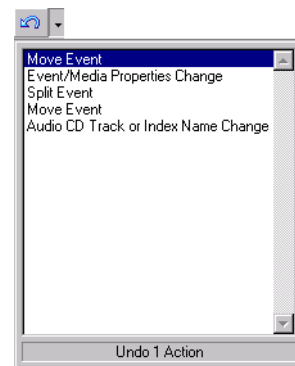 Move Event
Event/Media Properties Change
Split Event
Move Event
Audio CD Track or Index Name Change
Undo 1 Action